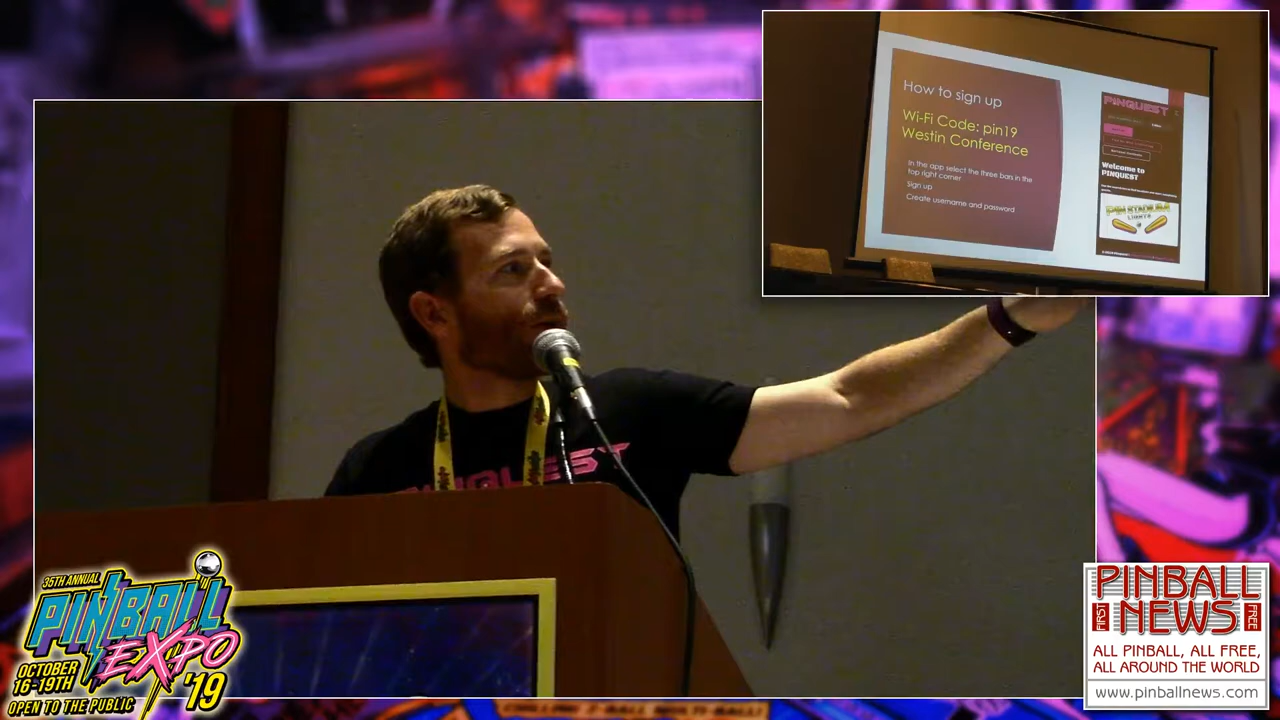 How to sign up
Wi-Fi Code: pin19
Westin Conference
In the app select the three bars in the
top right corner
Sign up
Create username and password
PINQUEST
Welcome to
PINQUEST
PINSTADIUM
LIGHTS
PINQUEST
35TH ANNUAL
PINBALL
EXPO
OCTOBER
16-19TH
'19
OPEN TO THE PUBLIC
PINBALL
FIRST NEWS FREE
ALL PINBALL, ALL FREE,
ALL AROUND THE WORLD
www.pinballnews.com